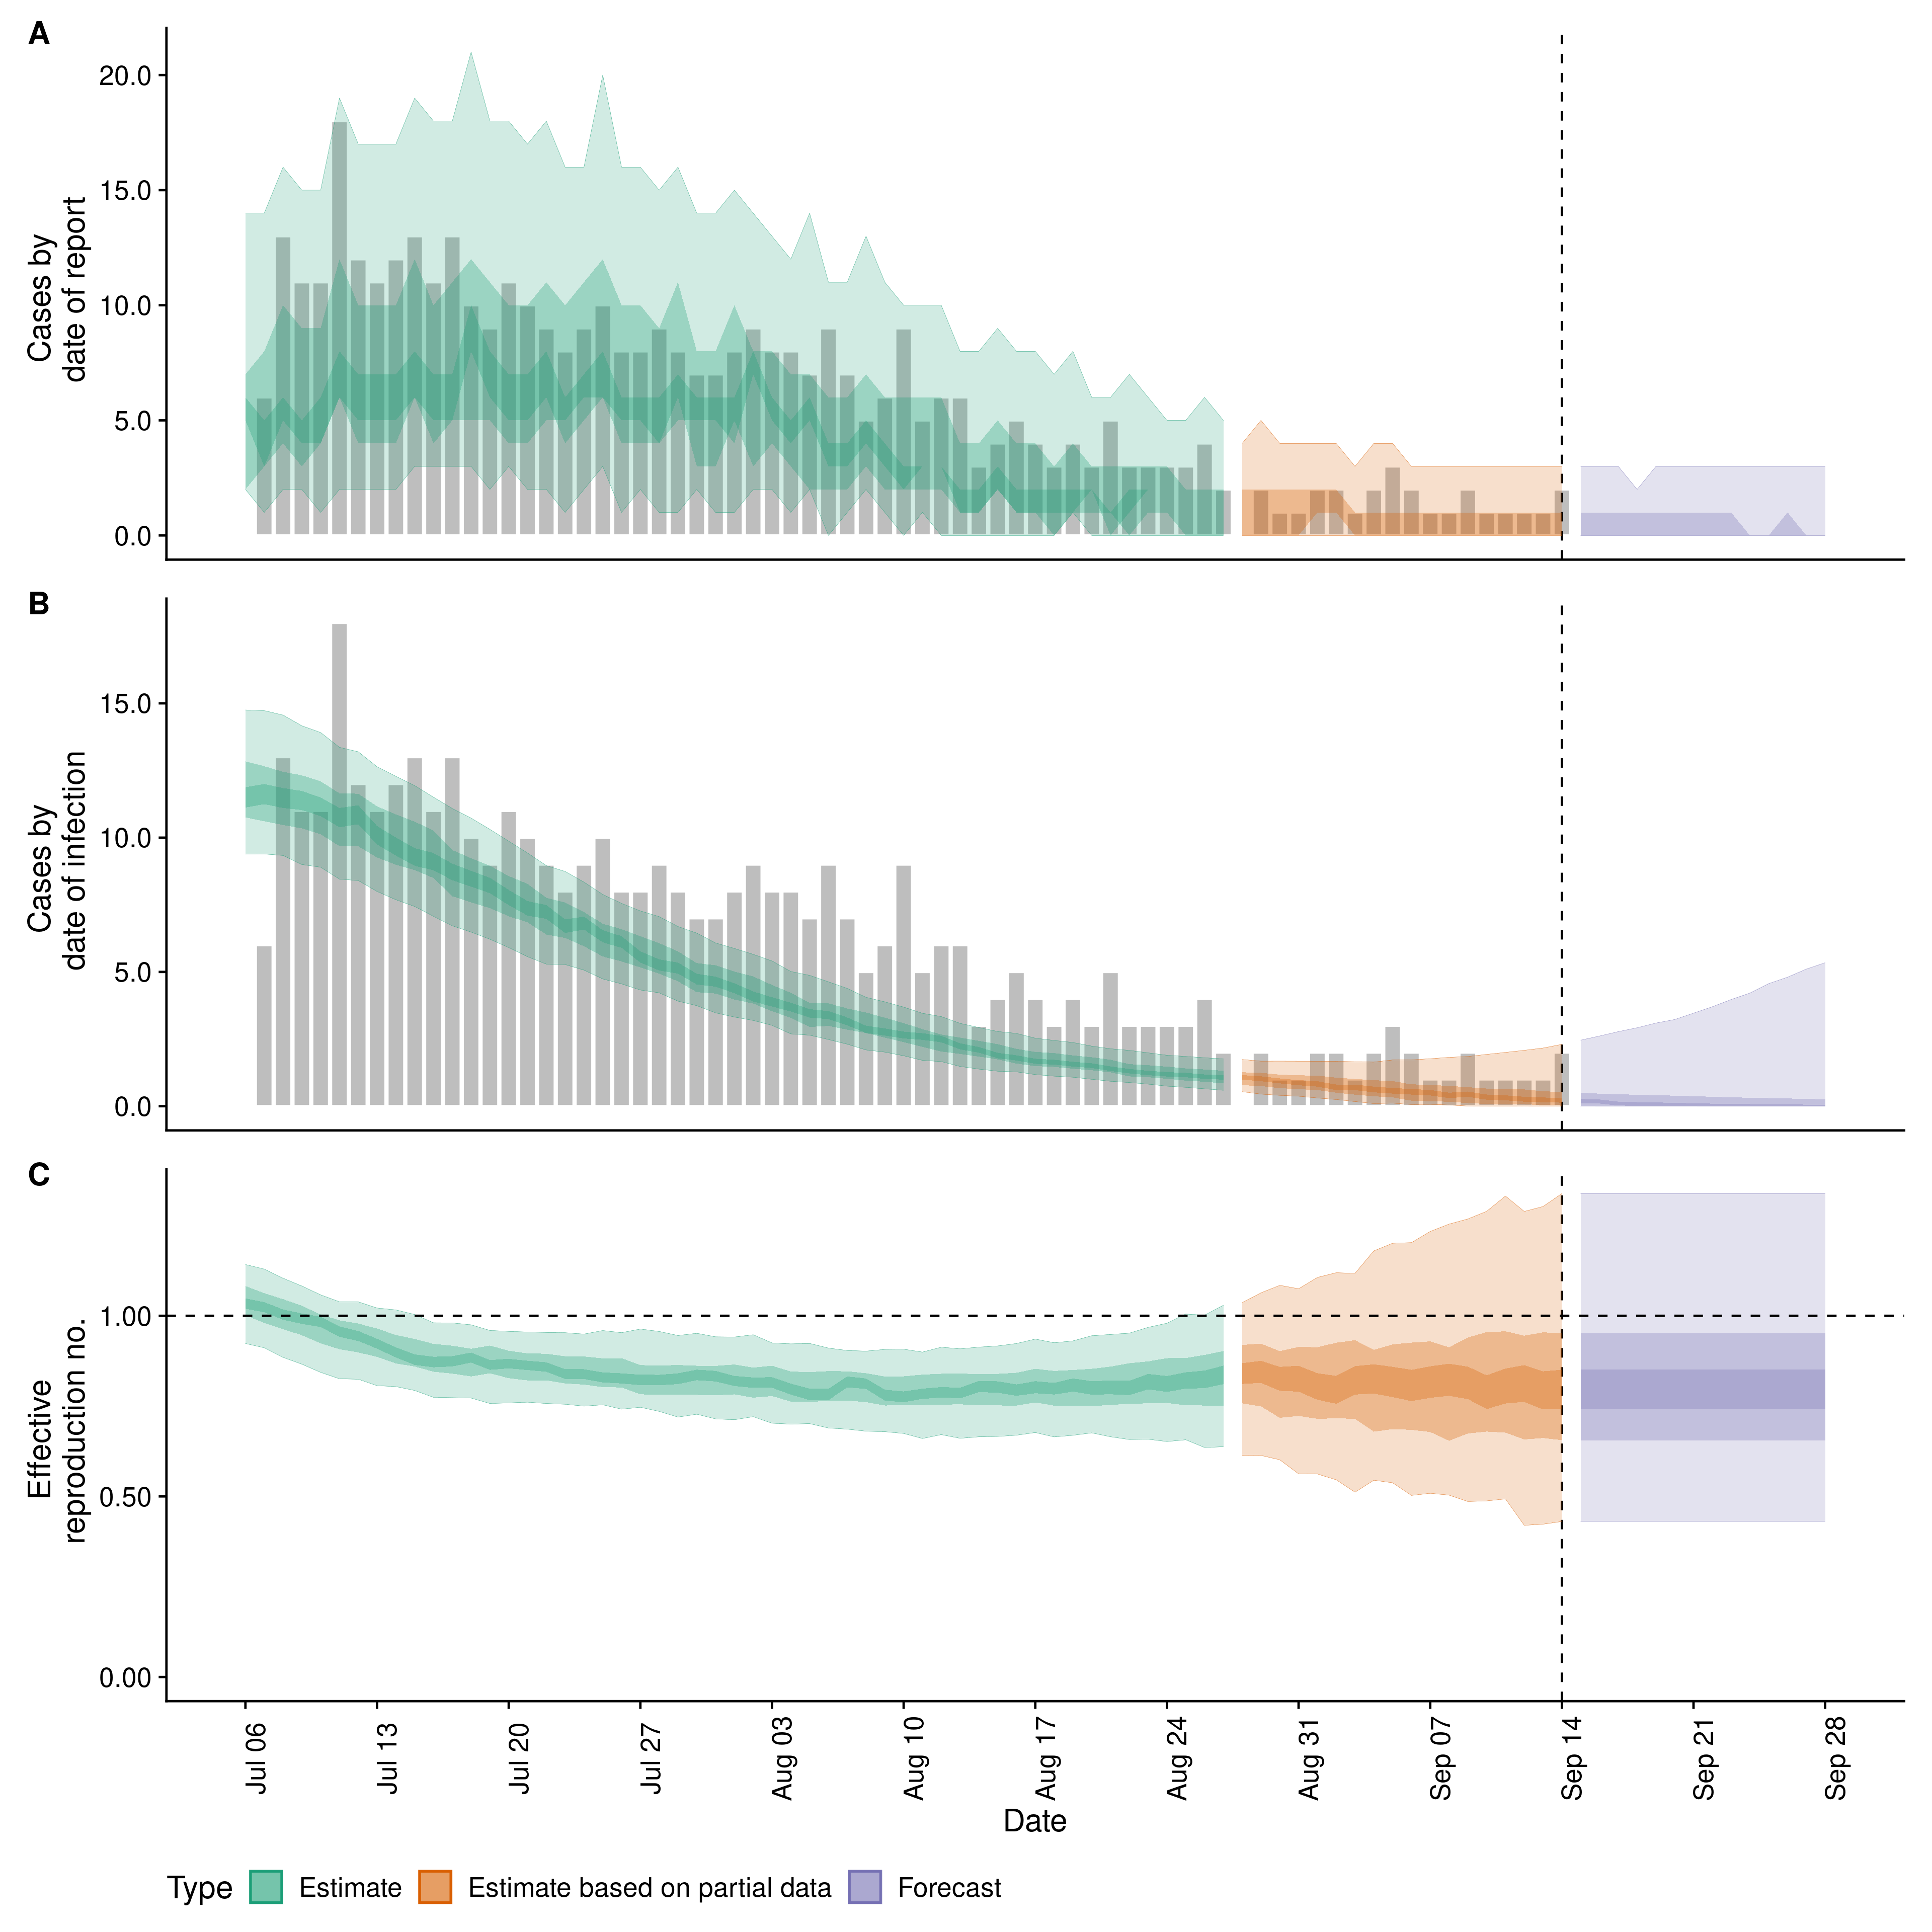 A
20.0
15.0
10.0
5.0
0.0
Cases by
date of report
B
15.0
10.0
5.0
0.0
Cases by
date of infection
C
1.00
0.50
0.00
Effective
reproduction no.
Jul 06
Jul 13
Jul 20
Jul 27
Aug 03
Aug 10
Aug 17
Aug 24
Aug 31
Sep 07
Sep 14
Sep 21
Sep 28
Date
Type Estimate Estimate based on partial data Forecast